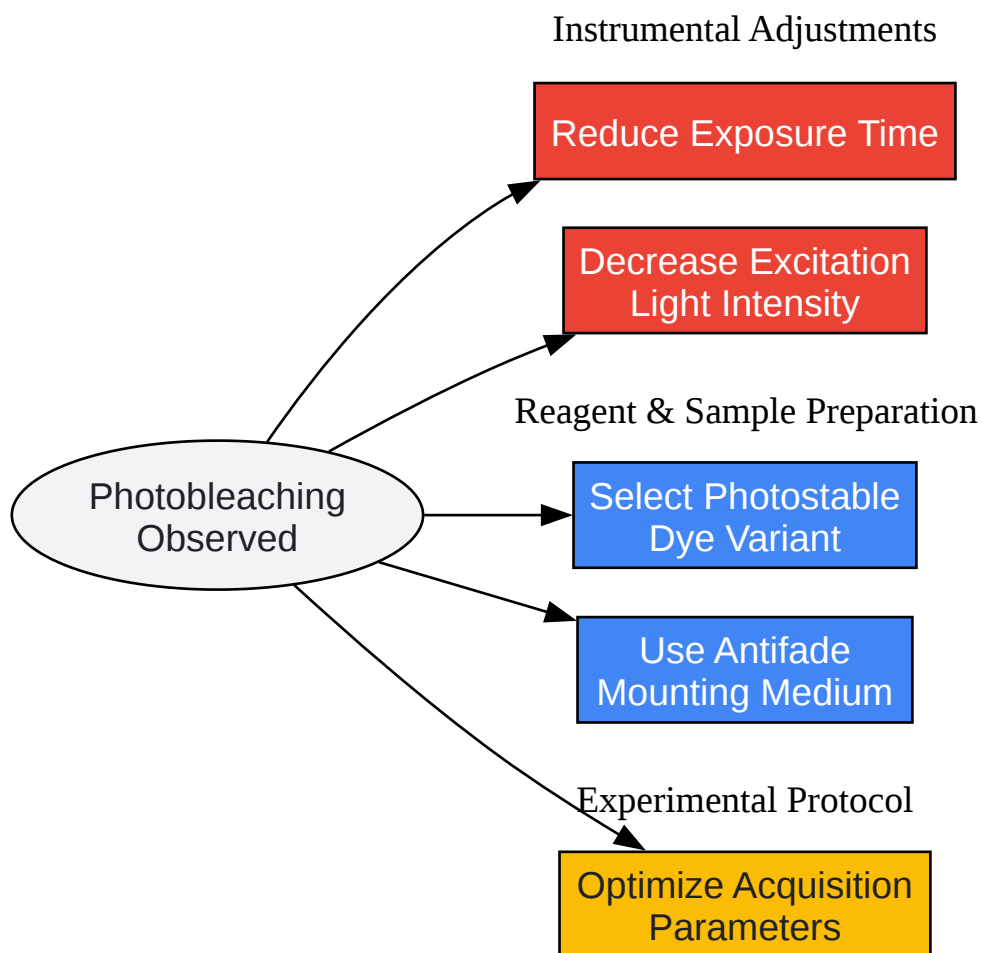 Instrumental Adjustments
Reduce Exposure Time
Decrease Excitation
Light Intensity
Reagent & Sample Preparation
Photobleaching
Observed
Select Photostable
Dye Variant
Use Antifade
Mounting Medium
Experimental Protocol
Optimize Acquisition
Parameters